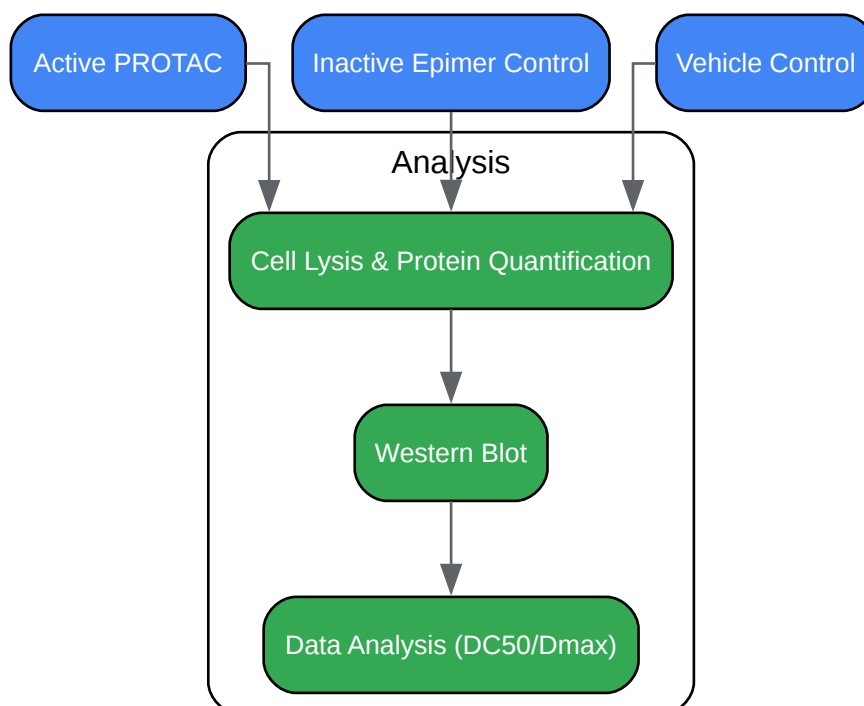 Active PROTAC
Inactive Epimer Control
Vehicle Control
Analysis
Cell Lysis & Protein Quantification
Western Blot
Data Analysis (DC50/Dmax)